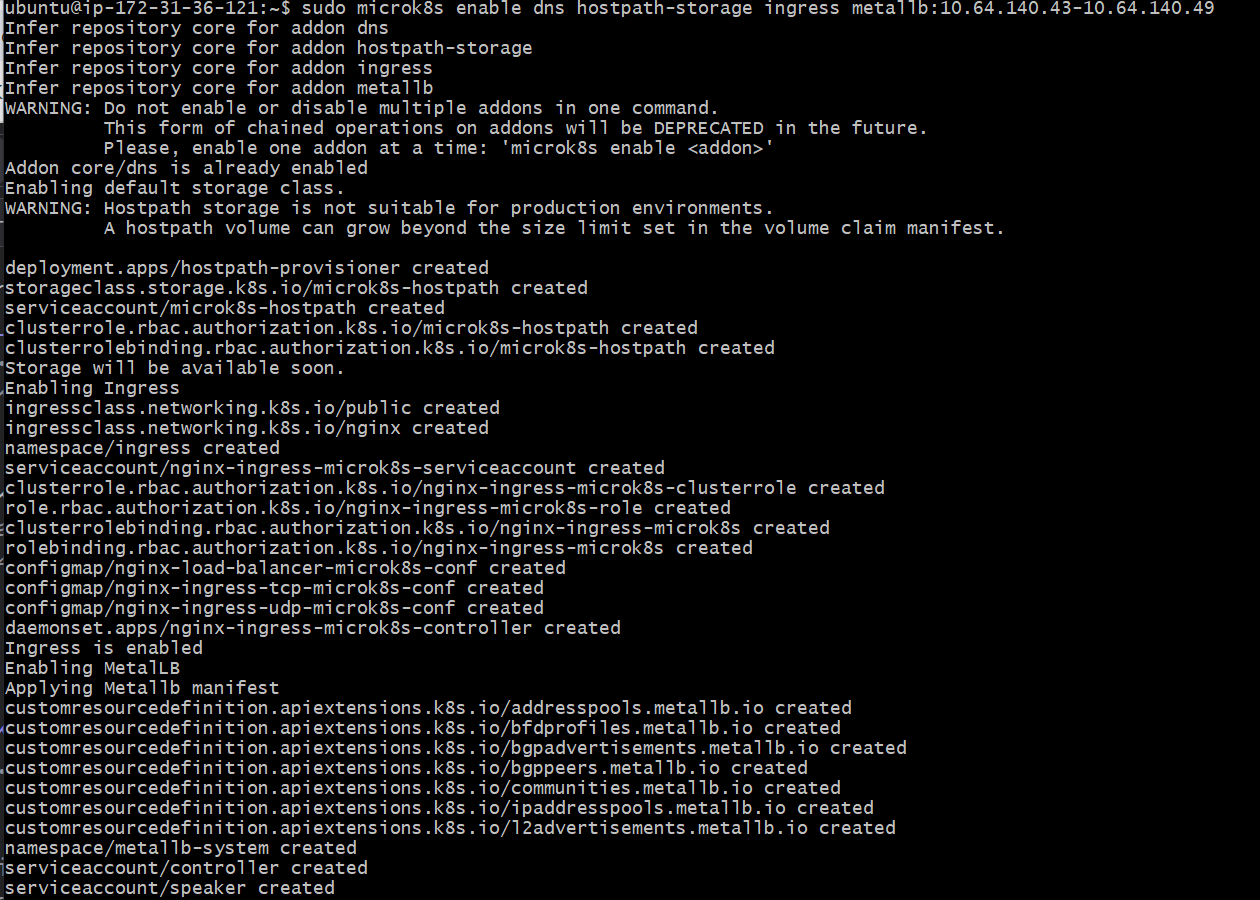 ubuntu@ip-172-31-36-121:~$ sudo microk8s enable dns hostpath-storage ingress metallb:10.64.140.43-10.64.140.49
Infer repository core for addon dns
Infer repository core for addon hostpath-storage
Infer repository core for addon ingress
Infer repository core for addon metallb
WARNING: Do not enable or disable multiple addons in one command.
         This form of chained operations on addons will be DEPRECATED in the future.
         Please, enable one addon at a time: 'microk8s enable <addon>'
Addon core/dns is already enabled
Enabling default storage class.
WARNING: Hostpath storage is not suitable for production environments.
         A hostpath volume can grow beyond the size limit set in the volume claim manifest.

deployment.apps/hostpath-provisioner created
storageclass.storage.k8s.io/microk8s-hostpath created
serviceaccount/microk8s-hostpath created
clusterrole.rbac.authorization.k8s.io/microk8s-hostpath created
clusterrolebinding.rbac.authorization.k8s.io/microk8s-hostpath created
Storage will be available soon.
Enabling Ingress
ingressclass.networking.k8s.io/public created
ingressclass.networking.k8s.io/nginx created
namespace/ingress created
serviceaccount/nginx-ingress-microk8s-serviceaccount created
clusterrole.rbac.authorization.k8s.io/nginx-ingress-microk8s-clusterrole created
role.rbac.authorization.k8s.io/nginx-ingress-microk8s-role created
clusterrolebinding.rbac.authorization.k8s.io/nginx-ingress-microk8s created
rolebinding.rbac.authorization.k8s.io/nginx-ingress-microk8s created
configmap/nginx-load-balancer-microk8s-conf created
configmap/nginx-ingress-tcp-microk8s-conf created
configmap/nginx-ingress-udp-microk8s-conf created
daemonset.apps/nginx-ingress-microk8s-controller created
Ingress is enabled
Enabling MetalLB
Applying Metallb manifest
customresourcedefinition.apiextensions.k8s.io/addresspools.metallb.io created
customresourcedefinition.apiextensions.k8s.io/bfdprofiles.metallb.io created
customresourcedefinition.apiextensions.k8s.io/bgpadvertisements.metallb.io created
customresourcedefinition.apiextensions.k8s.io/bgppeers.metallb.io created
customresourcedefinition.apiextensions.k8s.io/communities.metallb.io created
customresourcedefinition.apiextensions.k8s.io/ipaddresspools.metallb.io created
customresourcedefinition.apiextensions.k8s.io/l2advertisements.metallb.io created
namespace/metallb-system created
serviceaccount/controller created
serviceaccount/speaker created